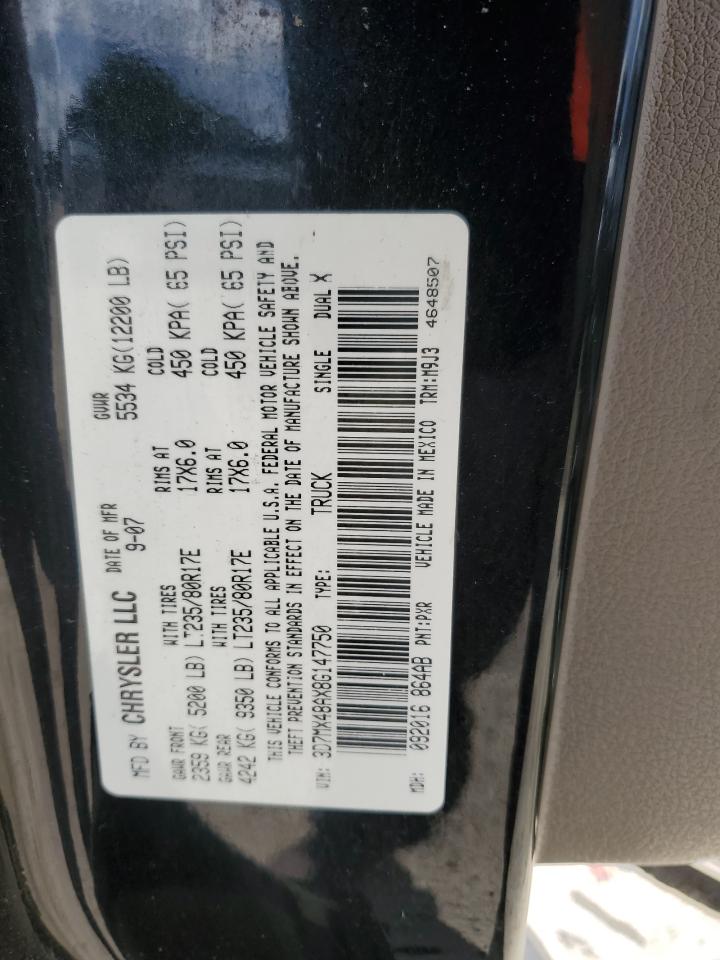 MFD BY CHRYSLER LLC DATE OF MFR GVWR
9-07 5534 KG(12200 LB)
GAWR FRONT WITH TIRES RIMS AT COLD
2359 KG( 5200 LB) LT235/80R17E 17X6.0 450 KPA( 65 PSI)
GAWR REAR WITH TIRES RIMS AT COLD
4242 KG( 9350 LB) LT235/80R17E 17X6.0 450 KPA( 65 PSI)
THIS VEHICLE CONFORMS TO ALL APPLICABLE U.S.A. FEDERAL MOTOR VEHICLE SAFETY AND
THEFT PREVENTION STANDARDS IN EFFECT ON THE DATE OF MANUFACTURE SHOWN ABOVE.
VIN: 3D7MX48AX8G147750 TYPE: TRUCK SINGLE DUAL X
MDH: 092016 864AB PNT:PXR VEHICLE MADE IN MEXICO TRM:M9J3 4648507